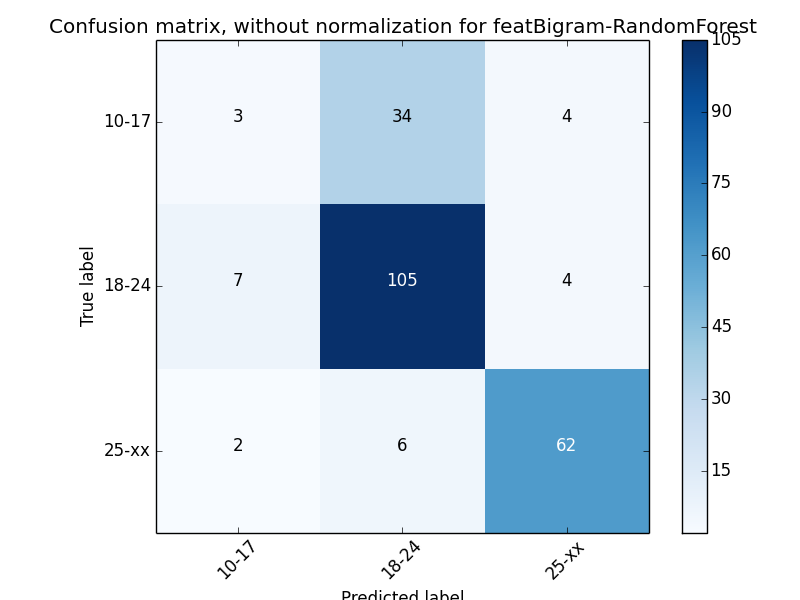 Confusion matrix, without normalization for featBigram-RandomForest
105
10-17 3 34 4
90
75
18-24 7 105 4
60
45
30
25-xx 2 6 62
15
True label
10-17 18-24 25-xx
Predicted label